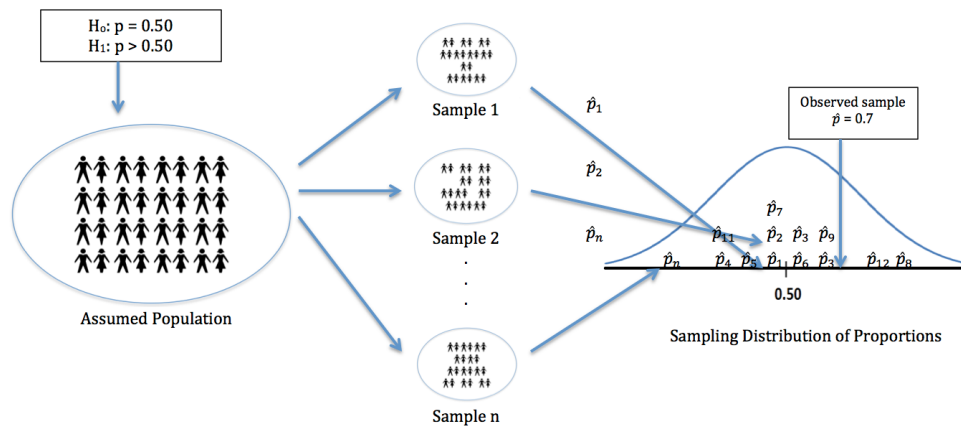 H₀: p = 0.50
H₁: p > 0.50
Assumed Population
Sample 1
Sample 2
.
.
.
Sample n
p̂₁
p̂₂
p̂ₙ
Observed sample
p̂ = 0.7
p̂₇
p̂₁₁ p̂₂ p̂₃ p̂₉
p̂ₙ p̂₄ p̂₅ p̂₁ p̂₆ p̂₃ p̂₁₂ p̂₈
0.50
Sampling Distribution of Proportions